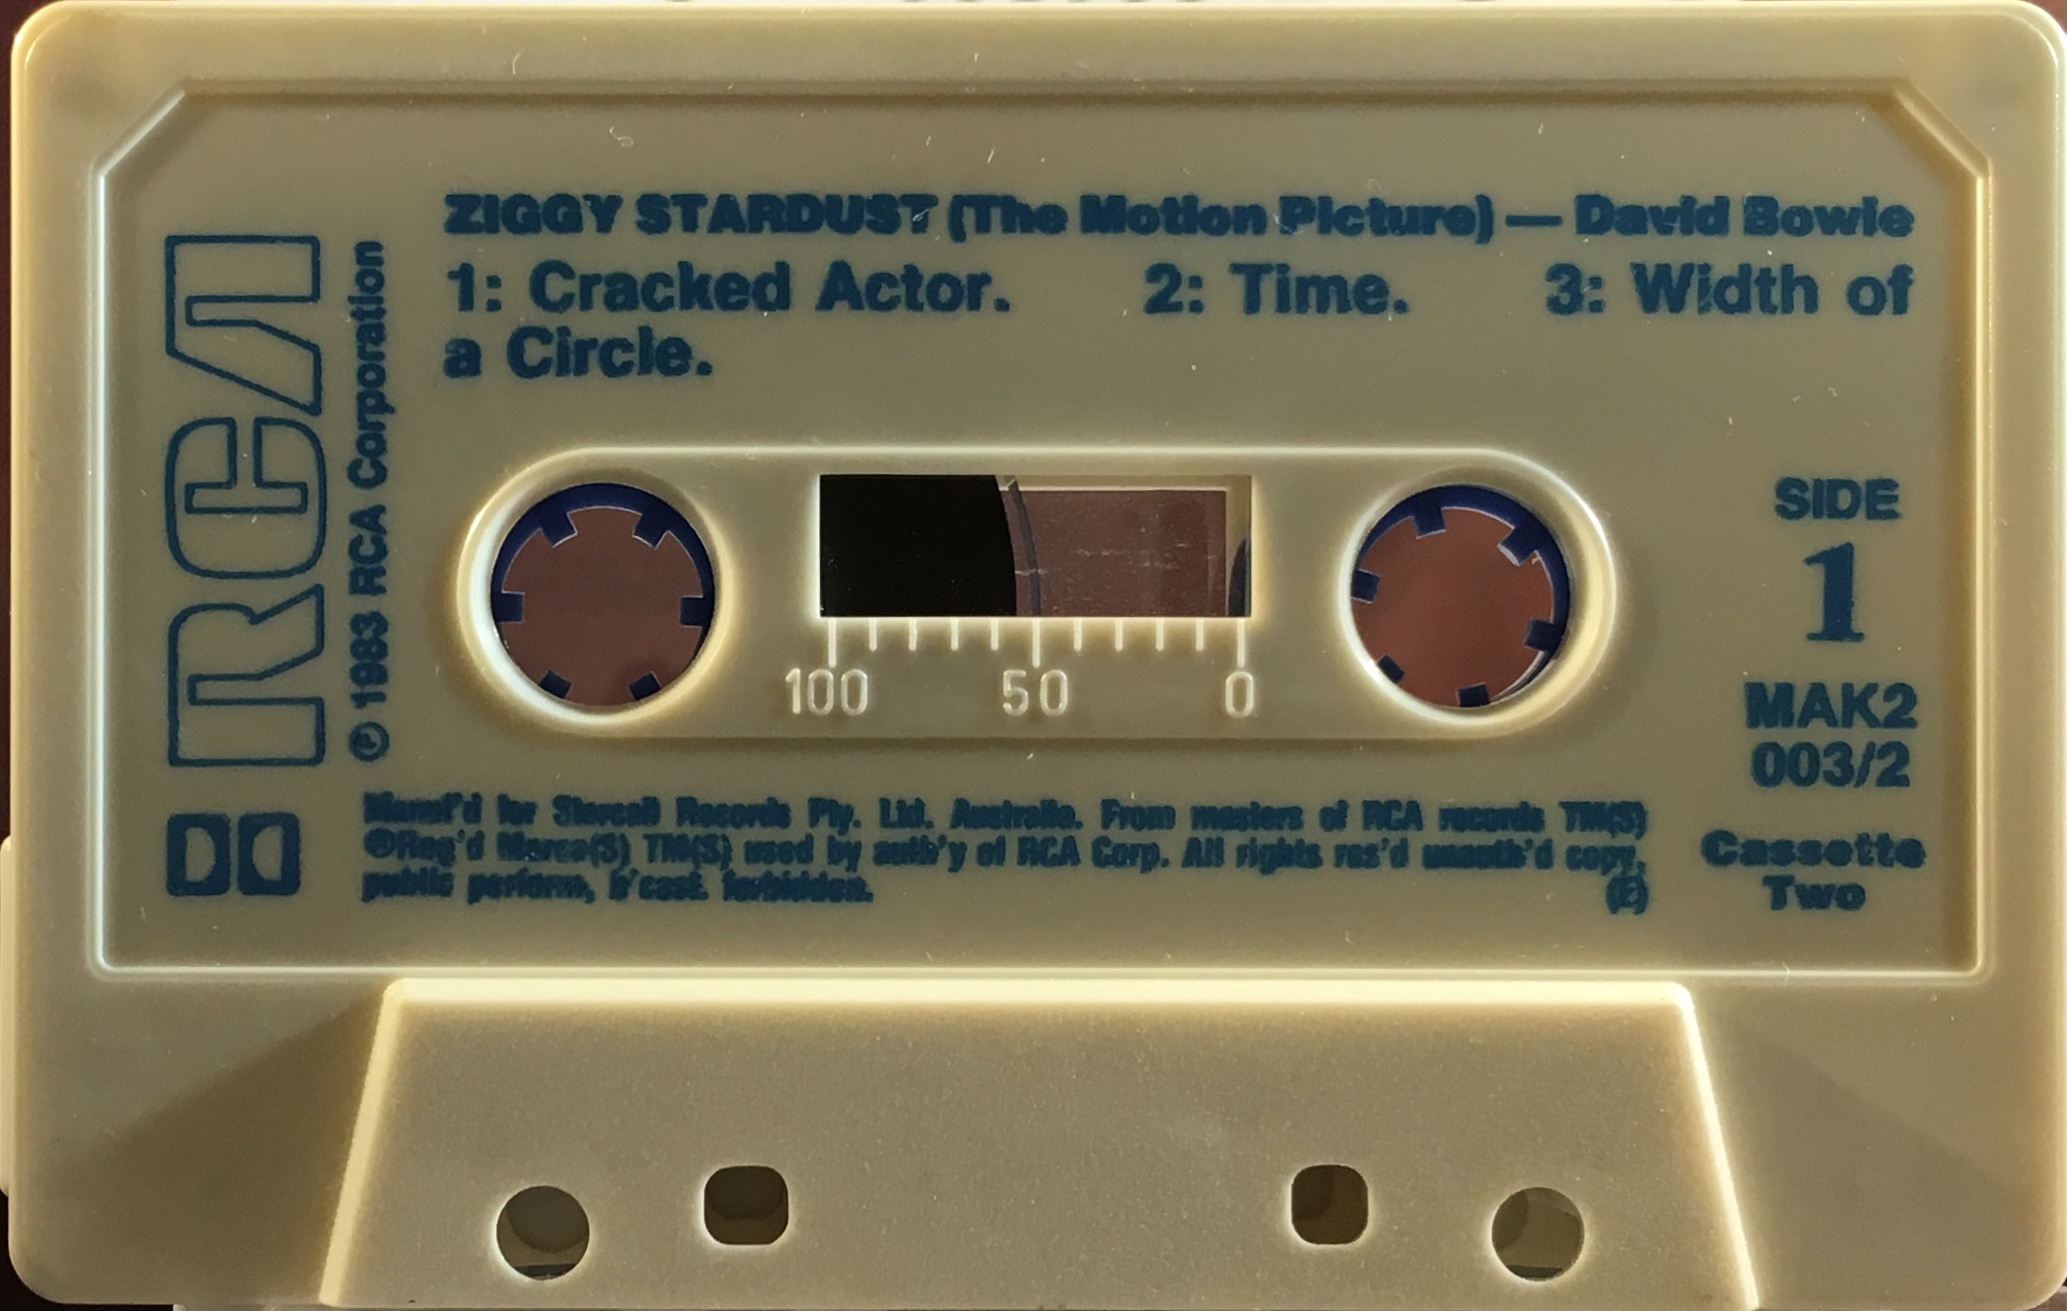 ZIGGY STARDUST (The Motion Picture) — David Bowie
1: Cracked Actor. 2: Time. 3: Width of
a Circle.
RCA
℗ 1983 RCA Corporation
SIDE
1
MAK2
003/2
Cassette
Two
100 50 0
Manuf'd for Starcall Records Pty. Ltd. Australia. From masters of RCA records TM(S)
®Reg'd Marca(S) TM(S) used by auth'y of RCA Corp. All rights res'd unauth'd copy,
public perform, b'cast. forbidden.
(E)